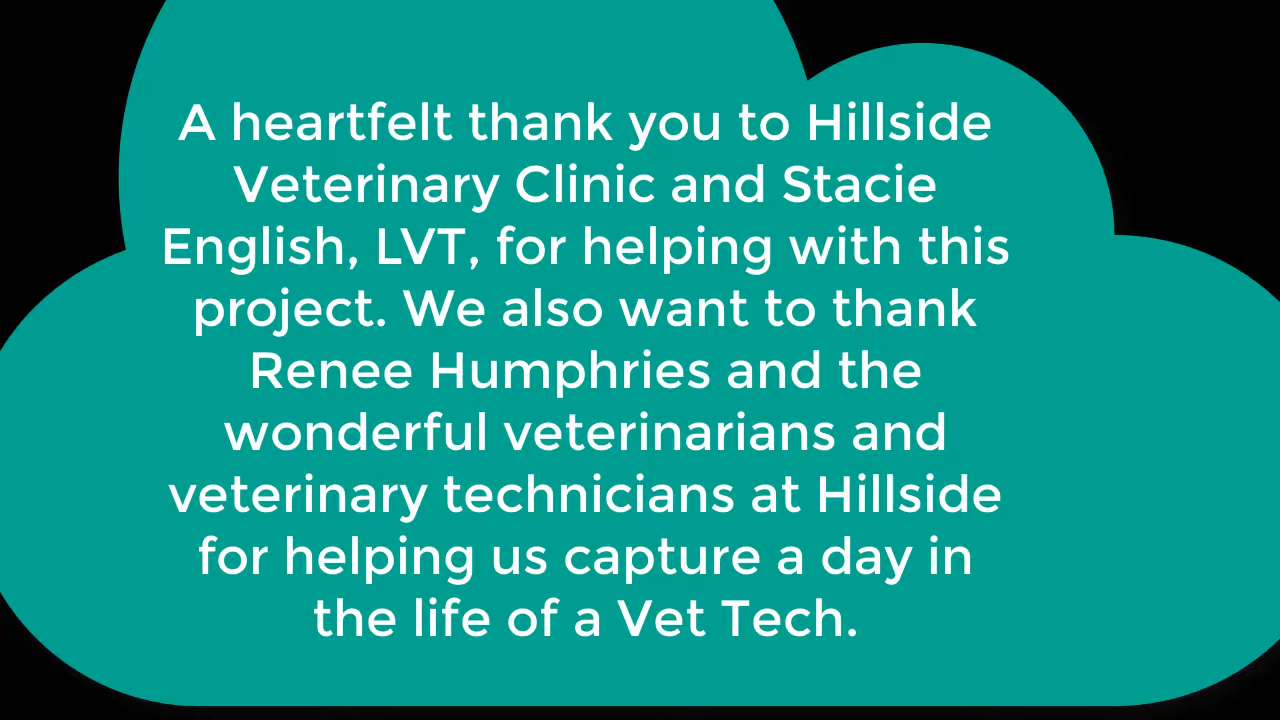 A heartfelt thank you to Hillside
Veterinary Clinic and Stacie
English, LVT, for helping with this
project. We also want to thank
Renee Humphries and the
wonderful veterinarians and
veterinary technicians at Hillside
for helping us capture a day in
the life of a Vet Tech.